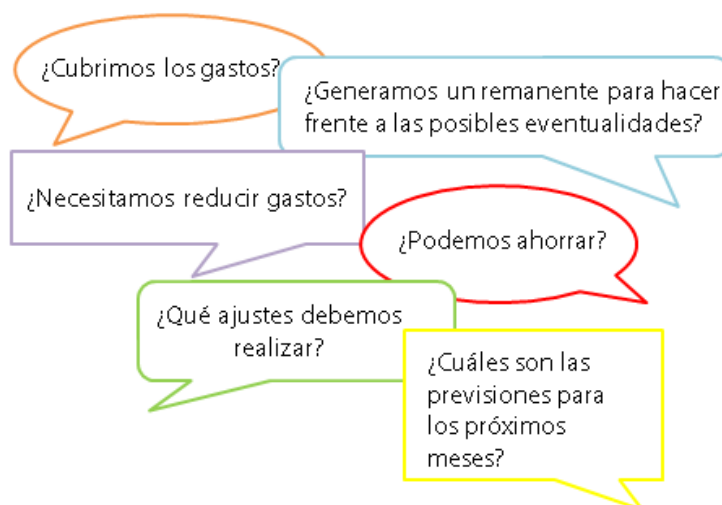 ¿Cubrimos los gastos?
¿Generamos un remanente para hacer
frente a las posibles eventualidades?
¿Necesitamos reducir gastos?
¿Podemos ahorrar?
¿Qué ajustes debemos
realizar?
¿Cuáles son las
previsiones para
los próximos
meses?